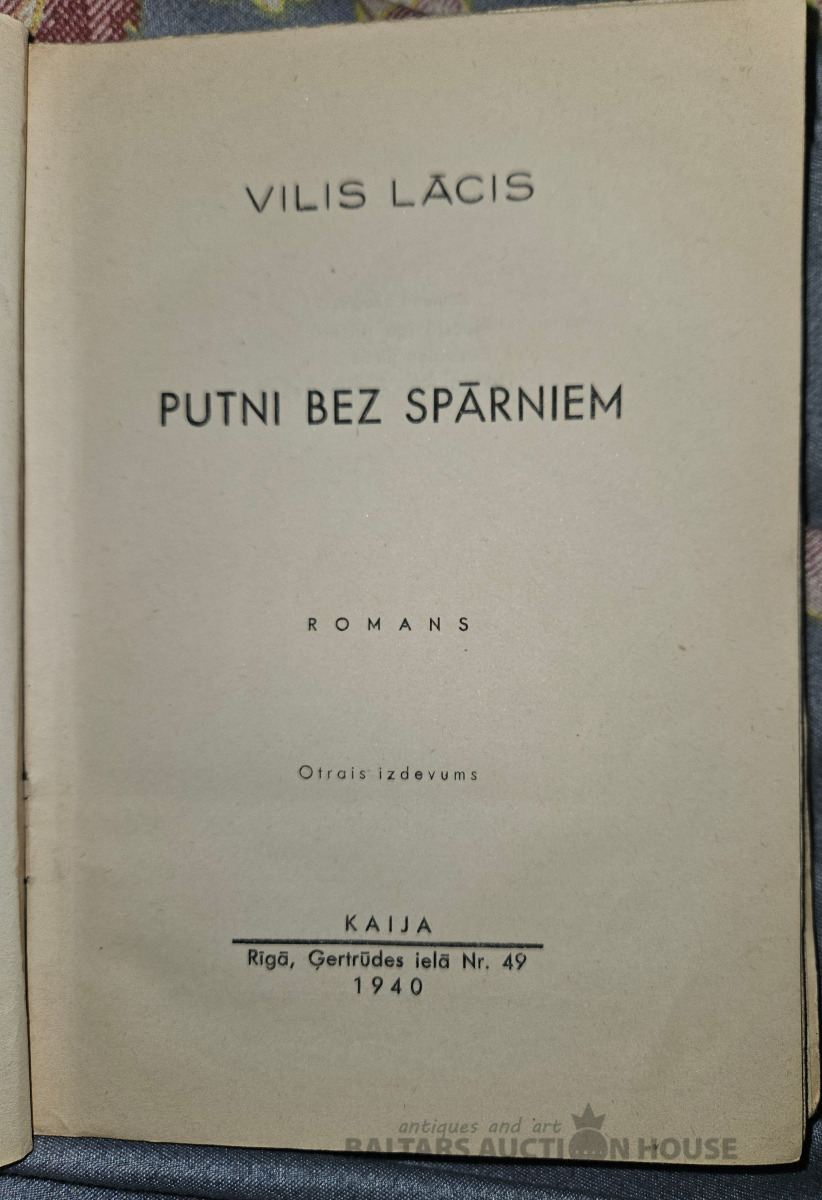 VILIS LĀCIS
PUTNI BEZ SPĀRNIEM
ROMANS
Otrais izdevums
KAIJA
Rīgā, Ģertrūdes ielā Nr. 49
1940
antiques and art
BALTARS AUCTION HOUSE